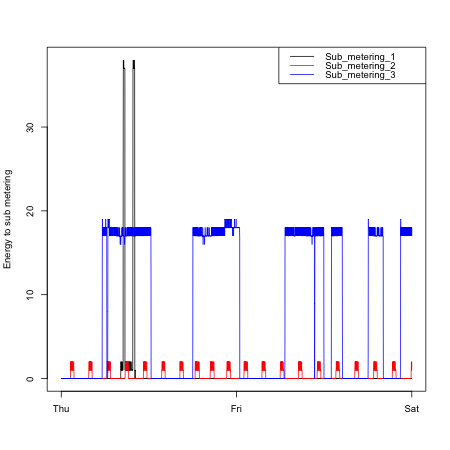 Sub_metering_1
Sub_metering_2
Sub_metering_3
Energy to sub metering
30
20
10
0
Thu
Fri
Sat